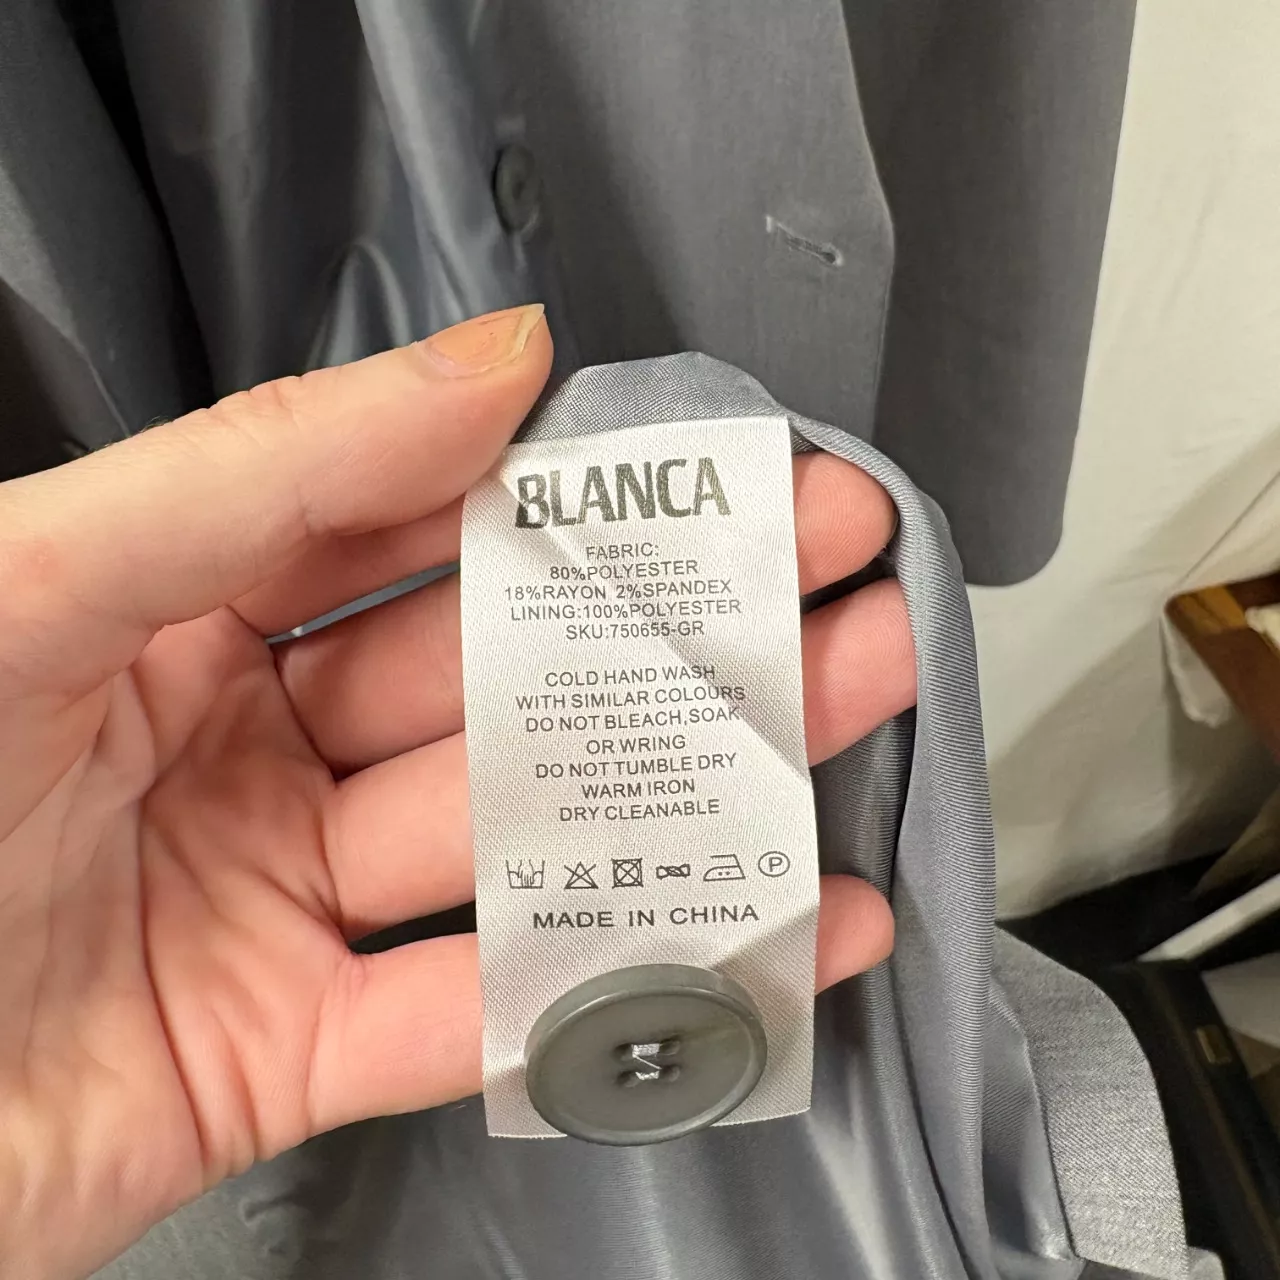 BLANCA
FABRIC:
80%POLYESTER
18%RAYON 2%SPANDEX
LINING:100%POLYESTER
SKU:750655-GR
COLD HAND WASH
WITH SIMILAR COLOURS
DO NOT BLEACH,SOAK
OR WRING
DO NOT TUMBLE DRY
WARM IRON
DRY CLEANABLE
P
MADE IN CHINA